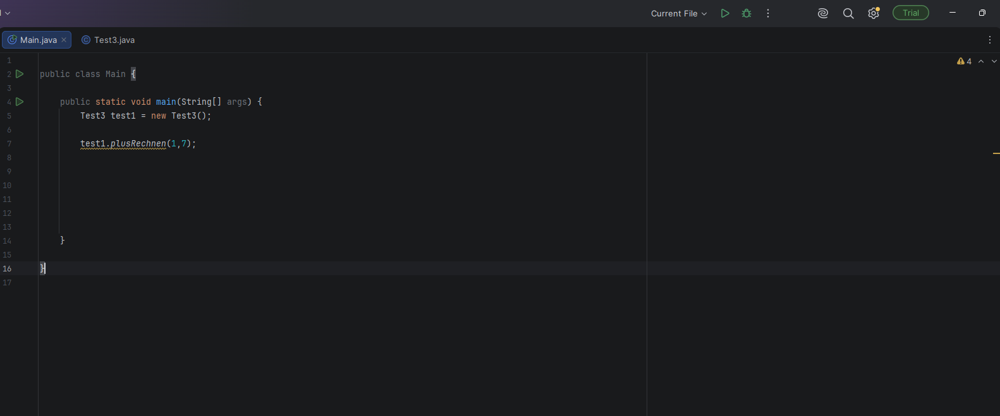 Current File
Trial
Main.java
Test3.java
4
1
2 public class Main {
3
4 public static void main(String[] args) {
5 Test3 test1 = new Test3();
6
7 test1.plusRechnen(1,7);
8
9
10
11
12
13
14 }
15
16 }
17